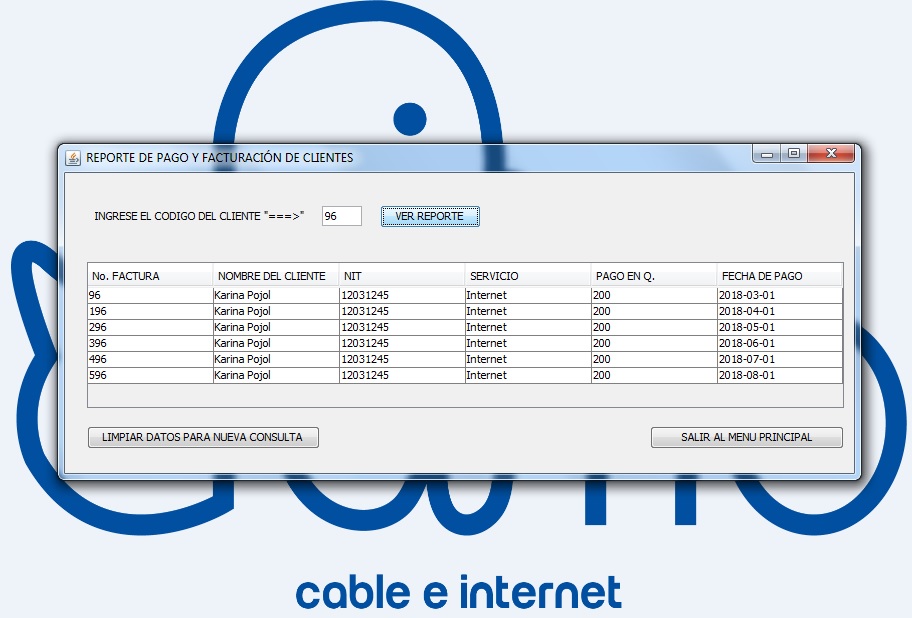 REPORTE DE PAGO Y FACTURACIÓN DE CLIENTES
INGRESE EL CODIGO DEL CLIENTE "===>" 96 VER REPORTE
No. FACTURA NOMBRE DEL CLIENTE NIT SERVICIO PAGO EN Q. FECHA DE PAGO
96 Karina Pojol 12031245 Internet 200 2018-03-01
196 Karina Pojol 12031245 Internet 200 2018-04-01
296 Karina Pojol 12031245 Internet 200 2018-05-01
396 Karina Pojol 12031245 Internet 200 2018-06-01
496 Karina Pojol 12031245 Internet 200 2018-07-01
596 Karina Pojol 12031245 Internet 200 2018-08-01
LIMPIAR DATOS PARA NUEVA CONSULTA SALIR AL MENU PRINCIPAL
cable e internet